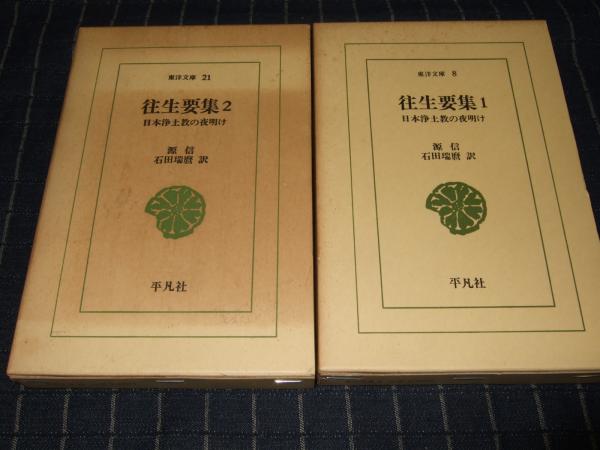 東洋文庫 21
往生要集 2
日本浄土教の夜明け
源信
石田瑞麿 訳
平凡社
東洋文庫 8
往生要集 1
日本浄土教の夜明け
源信
石田瑞麿 訳
平凡社